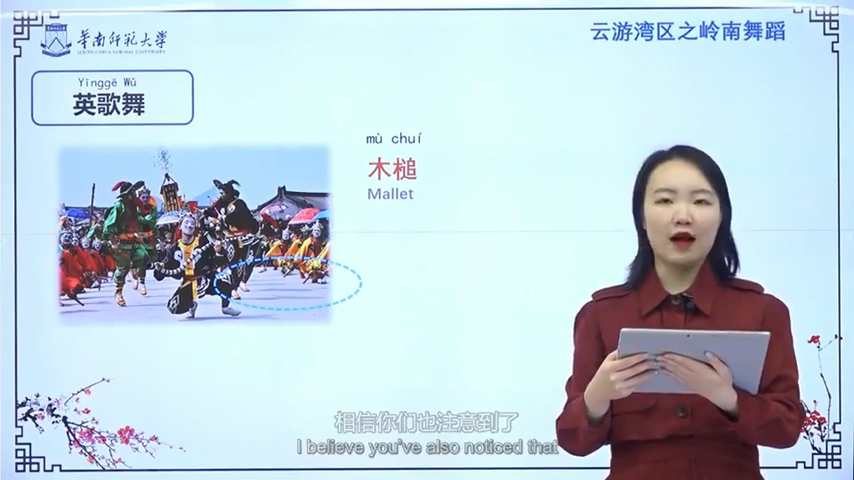 华南师范大学
SOUTH CHINA NORMAL UNIVERSITY
云游湾区之岭南舞蹈
Yīnggē Wǔ
英歌舞
mù chuí
木槌
Mallet
相信你们也注意到了
I believe you've also noticed that